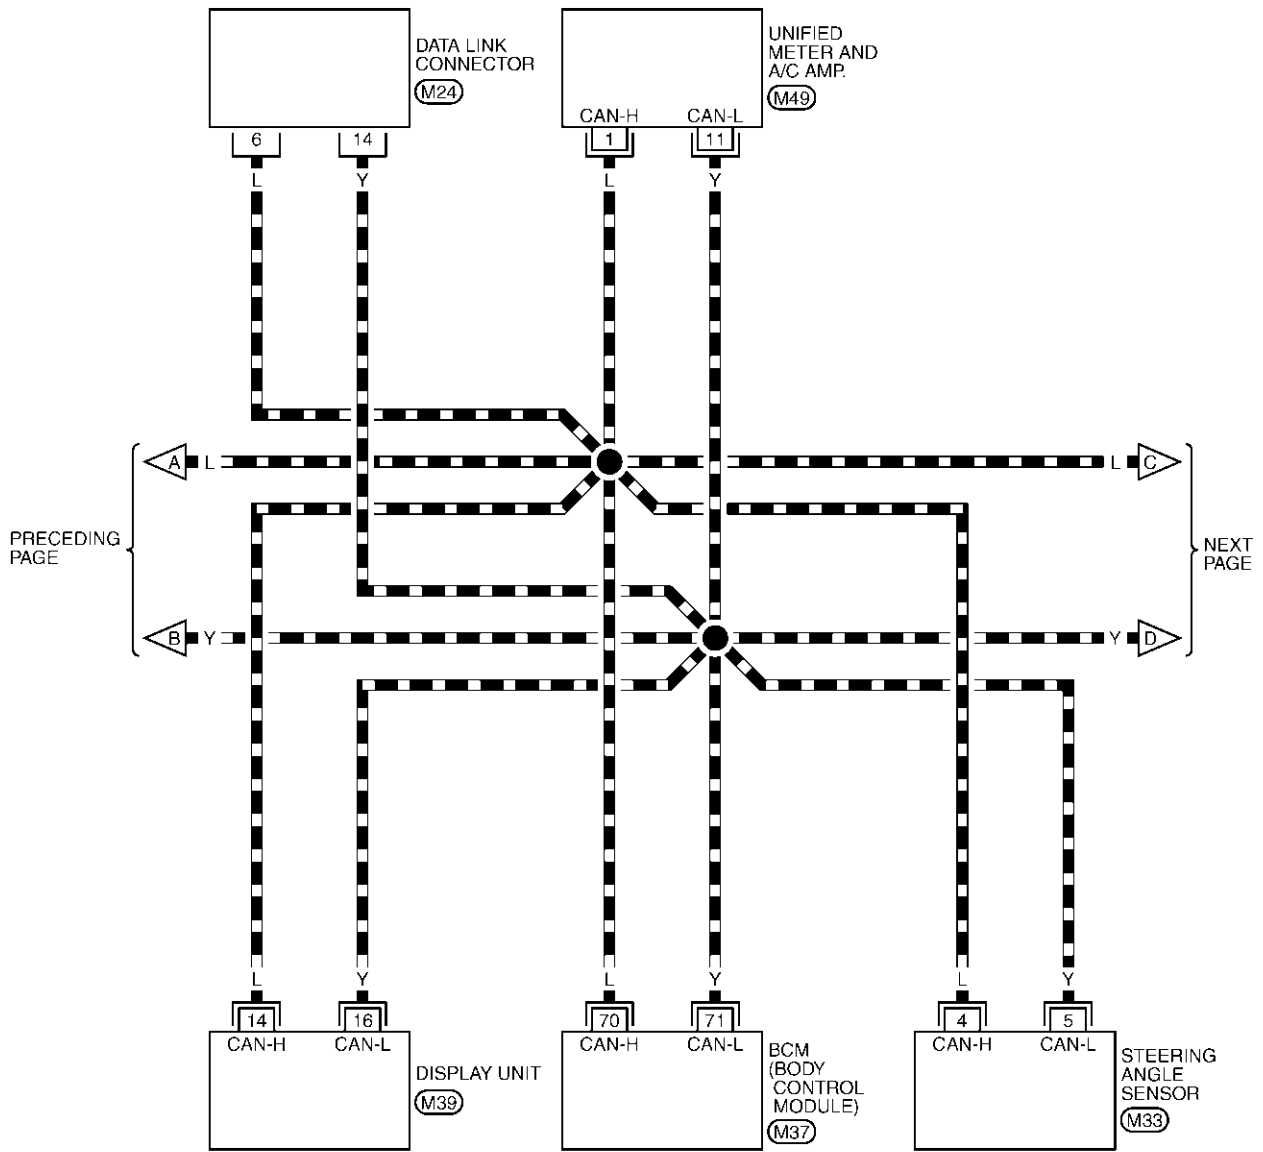 DATA LINK
CONNECTOR
M24
UNIFIED
METER AND
A/C AMP.
M49
CAN-H CAN-L
6 14 1 11
L Y L Y
A L L C
PRECEDING
PAGE
NEXT
PAGE
B Y Y D
L Y L Y L Y
14 16 70 71 4 5
CAN-H CAN-L CAN-H CAN-L CAN-H CAN-L
DISPLAY UNIT
M39
BCM
(BODY
CONTROL
MODULE)
M37
STEERING
ANGLE
SENSOR
M33